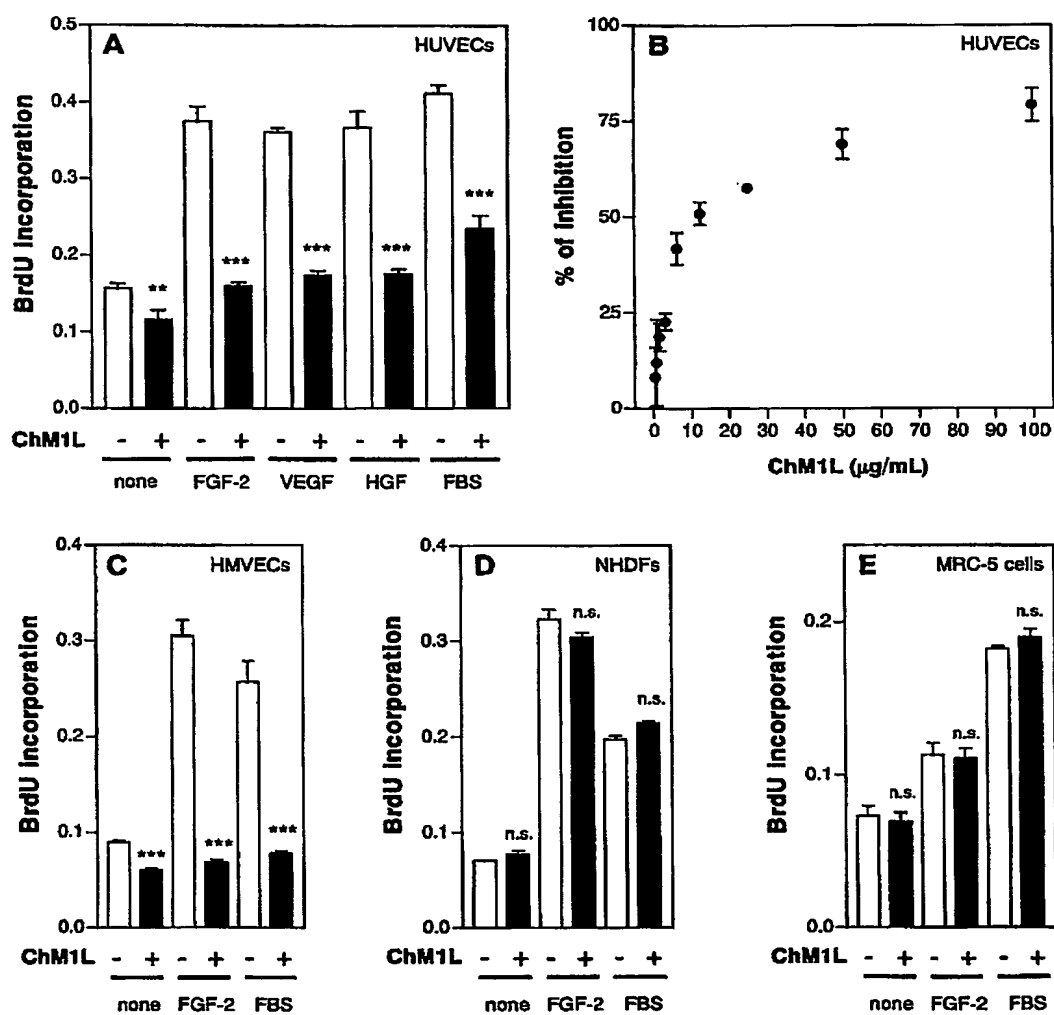 A
HUVECs
BrdU incorporation
0.5
0.4
0.3
0.2
0.1
0.0
** *** *** *** ***
ChM1L - + - + - + - + - +
none FGF-2 VEGF HGF FBS
B
HUVECs
% of inhibition
100
75
50
25
0
0 10 20 30 40 50 60 70 80 90 100
ChM1L (μg/mL)
C
HMVECs
BrdU incorporation
0.4
0.3
0.2
0.1
0.0
*** *** ***
ChM1L - + - + - +
none FGF-2 FBS
D
NHDFs
BrdU incorporation
0.4
0.3
0.2
0.1
0.0
n.s. n.s. n.s.
ChM1L - + - + - +
none FGF-2 FBS
E
MRC-5 cells
BrdU incorporation
0.2
0.1
0.0
n.s. n.s. n.s.
ChM1L - + - + - +
none FGF-2 FBS